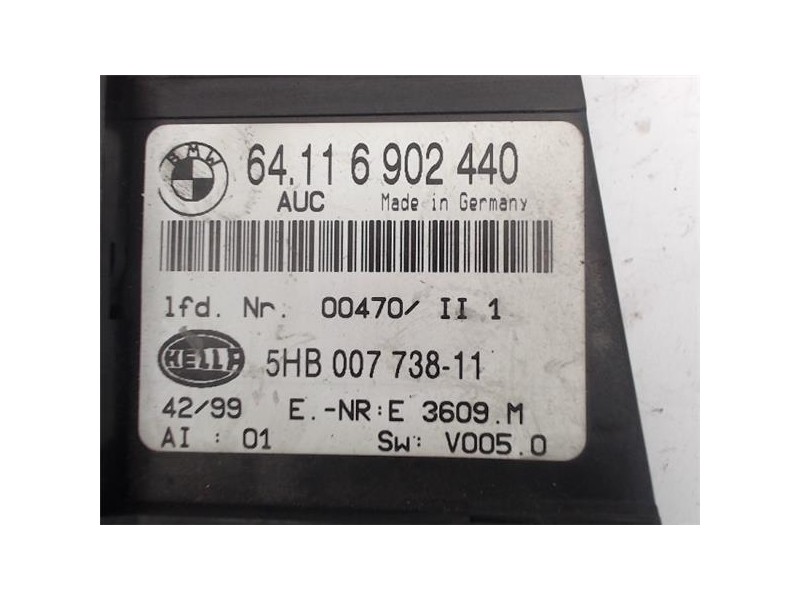 BMW
64.11 6 902 440
AUC Made in Germany
lfd. Nr. 00470/ II 1
HELLA 5HB 007 738-11
42/99 E.-NR:E 3609.M
AI : 01 Sw: V005.0